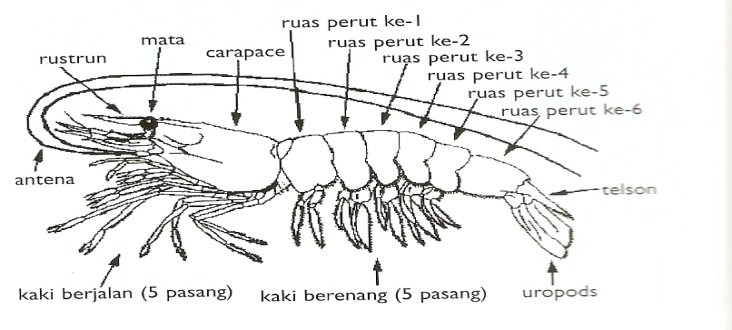 ruas perut ke-1
mata
ruas perut ke-2
rustrun
carapace
ruas perut ke-3
ruas perut ke-4
ruas perut ke-5
ruas perut ke-6
antena
telson
kaki berjalan (5 pasang)
kaki berenang (5 pasang)
uropods